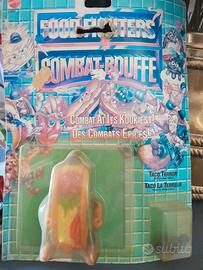 FOOD FIGHTERS
COMBAT-BOUFFE
COMBAT AT ITS KOOKIEST!
DES COMBATS ÉPICÉS!
TACO TERROR
TACO LA TERREUR
subito